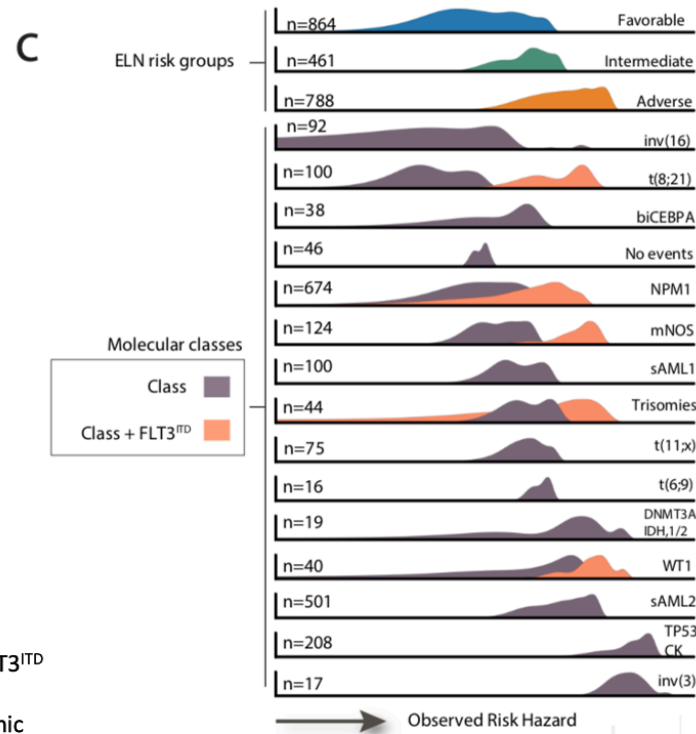 C
ELN risk groups
n=864 Favorable
n=461 Intermediate
n=788 Adverse
n=92 inv(16)
n=100 t(8;21)
n=38 biCEBPA
n=46 No events
n=674 NPM1
n=124 mNOS
Molecular classes
Class
Class + FLT3ITD
n=100 sAML1
n=44 Trisomies
n=75 t(11;x)
n=16 t(6;9)
n=19 DNMT3A
IDH,1/2
n=40 WT1
n=501 sAML2
n=208 TP53
CK
n=17 inv(3)
T3ITD
nic
Observed Risk Hazard